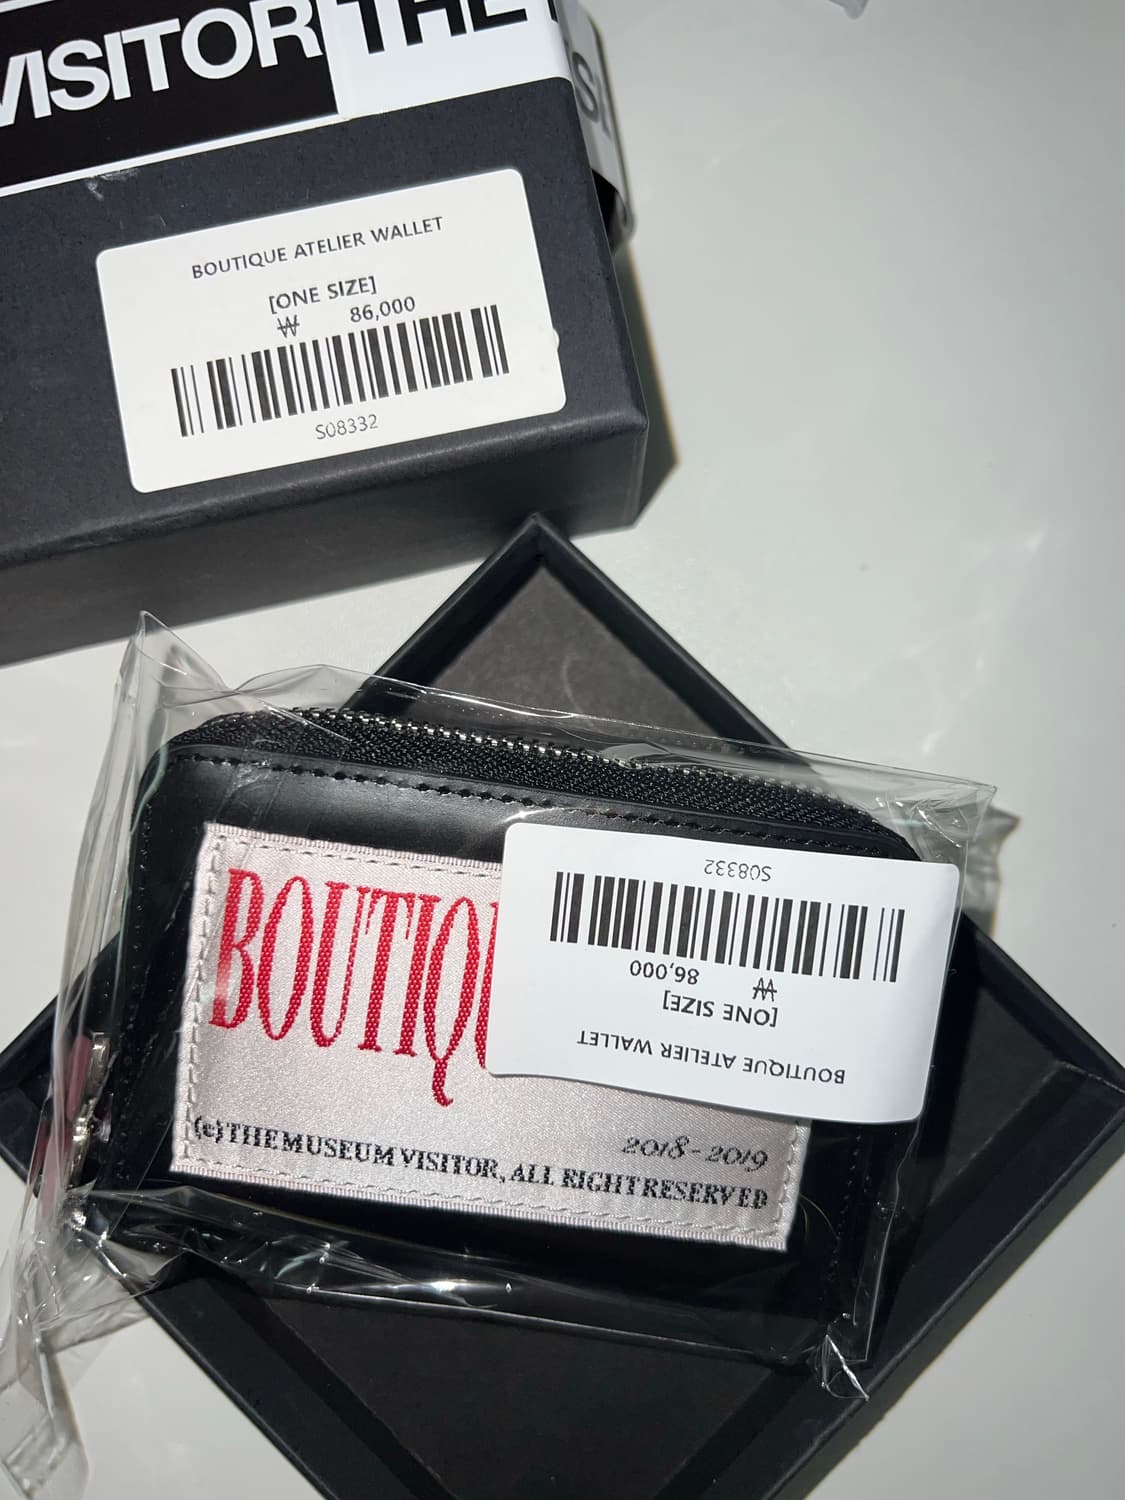 VISITOR THE
BOUTIQUE ATELIER WALLET
[ONE SIZE]
₩ 86,000
S08332
S08332
₩ 86,000
[ONE SIZE]
BOUTIQUE ATELIER WALLET
BOUTIQ
2018-2019
(c)THE MUSEUM VISITOR, ALL RIGHT RESERVED